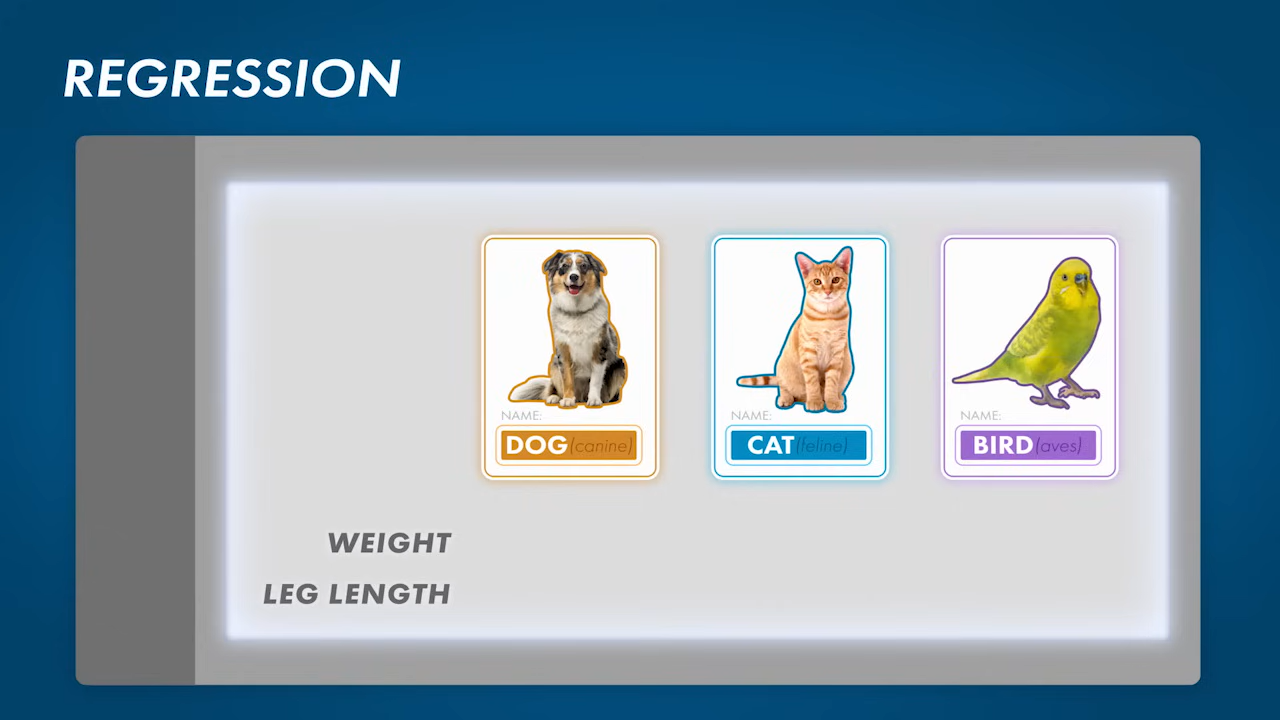 REGRESSION
NAME: NAME: NAME:
DOG (canine) CAT (feline) BIRD (aves)
WEIGHT
LEG LENGTH